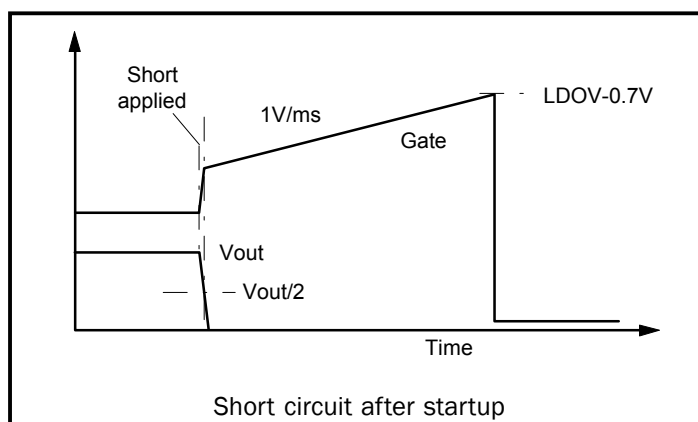 Short
applied
1V/ms
LDOV-0.7V
Gate
Vout
Vout/2
Time
Short circuit after startup